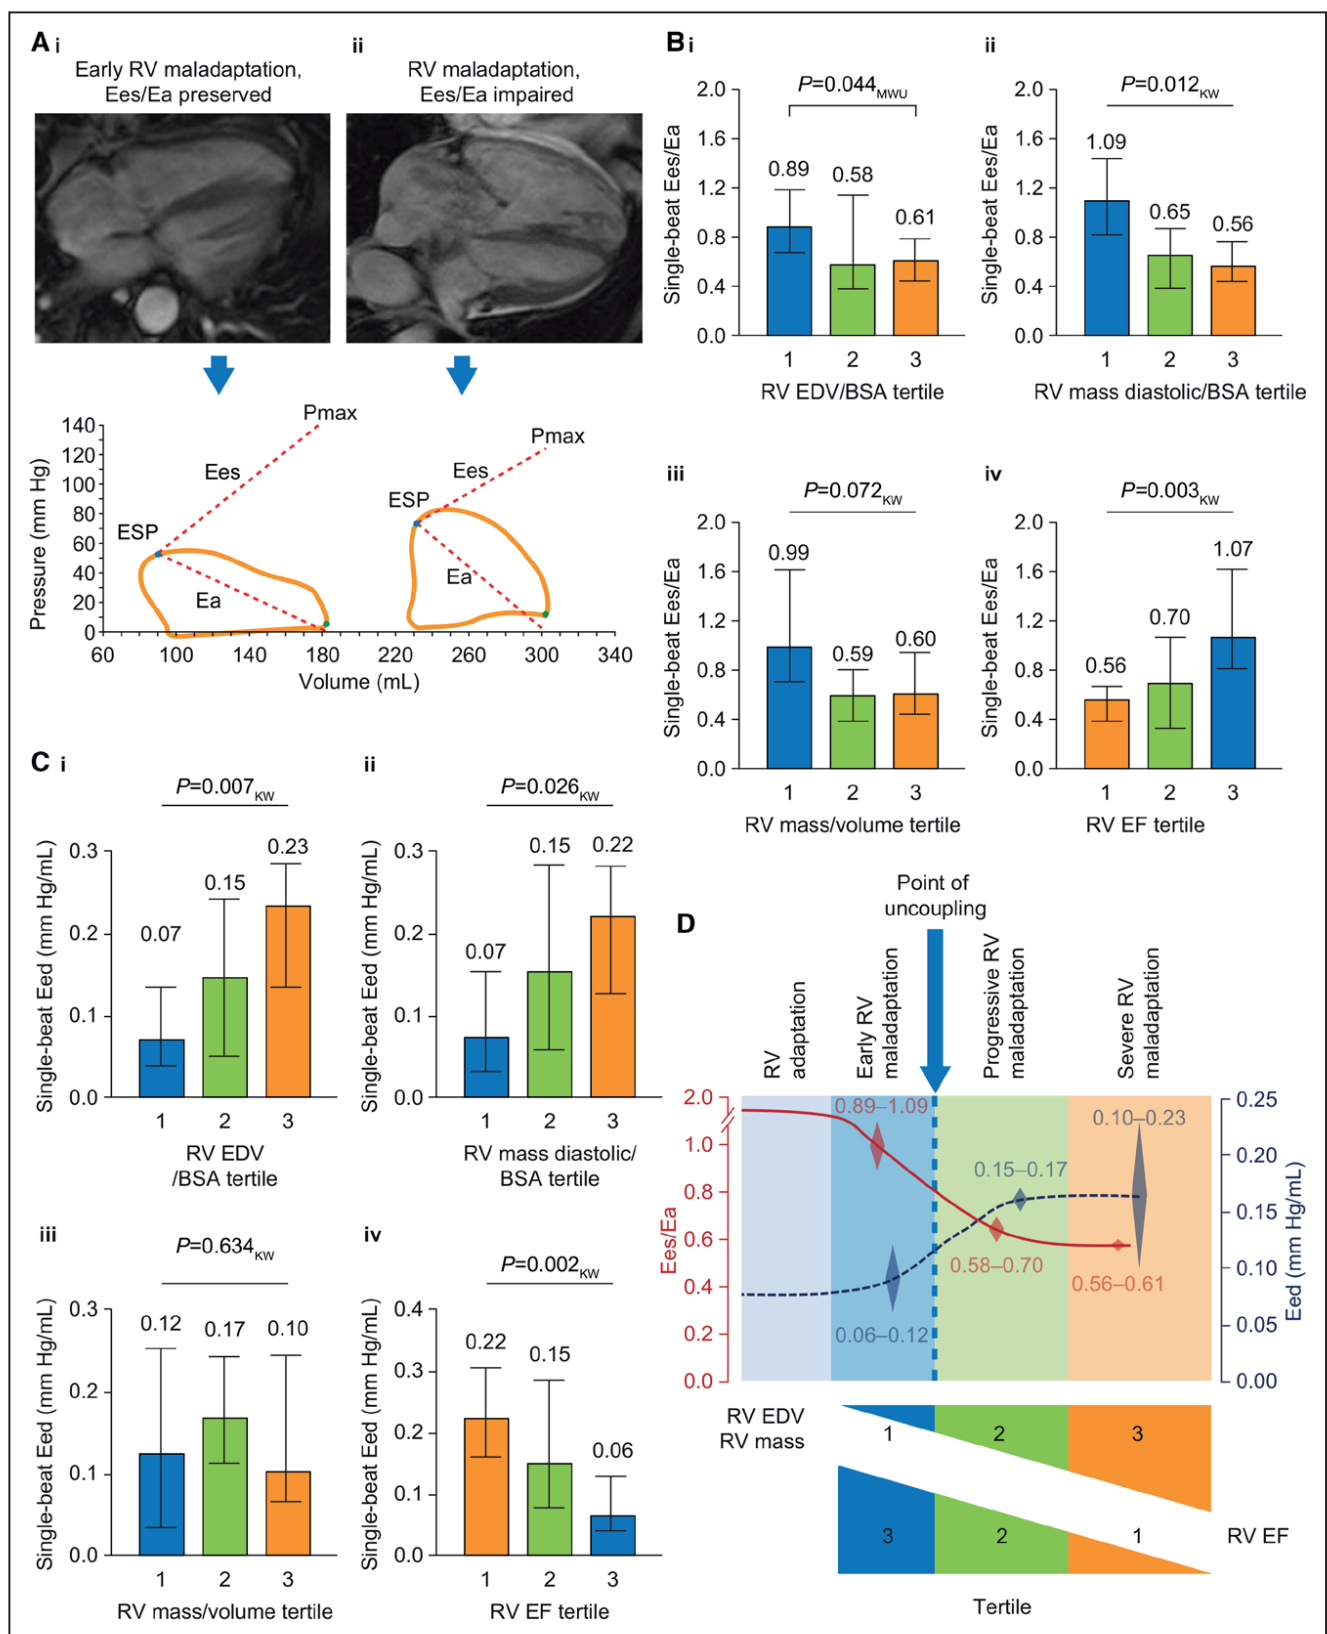 A i
Early RV maladaptation,
Ees/Ea preserved
ii
RV maladaptation,
Ees/Ea impaired
Pressure (mm Hg)
140
120
100
80
60
40
20
0
60 100 140 180 220 260 300 340
Volume (mL)
Pmax
Ees
ESP
Ea
Pmax
Ees
ESP
Ea
B i
P=0.044MWU
Single-beat Ees/Ea
2.0
1.6
1.2
0.8
0.4
0.0
0.89
0.58
0.61
1 2 3
RV EDV/BSA tertile
ii
P=0.012KW
Single-beat Ees/Ea
2.0
1.6
1.2
0.8
0.4
0.0
1.09
0.65
0.56
1 2 3
RV mass diastolic/BSA tertile
iii
P=0.072KW
Single-beat Ees/Ea
2.0
1.6
1.2
0.8
0.4
0.0
0.99
0.59
0.60
1 2 3
RV mass/volume tertile
iv
P=0.003KW
Single-beat Ees/Ea
2.0
1.6
1.2
0.8
0.4
0.0
0.56
0.70
1.07
1 2 3
RV EF tertile
C i
P=0.007KW
Single-beat Eed (mm Hg/mL)
0.3
0.2
0.1
0.0
0.07
0.15
0.23
1 2 3
RV EDV
/BSA tertile
ii
P=0.026KW
Single-beat Eed (mm Hg/mL)
0.3
0.2
0.1
0.0
0.07
0.15
0.22
1 2 3
RV mass diastolic/
BSA tertile
iii
P=0.634KW
Single-beat Eed (mm Hg/mL)
0.3
0.2
0.1
0.0
0.12
0.17
0.10
1 2 3
RV mass/volume tertile
iv
P=0.002KW
Single-beat Eed (mm Hg/mL)
0.4
0.3
0.2
0.1
0.0
0.22
0.15
0.06
1 2 3
RV EF tertile
D
Point of
uncoupling
RV
adaptation
Early RV
maladaptation
Progressive RV
maladaptation
Severe RV
maladaptation
Ees/Ea
2.0
1.0
0.8
0.6
0.4
0.2
0.0
0.89–1.09
0.06–0.12
0.15–0.17
0.58–0.70
0.10–0.23
0.56–0.61
0.25
0.20
0.15
0.10
0.05
0.00
Eed (mm Hg/mL)
RV EDV
RV mass
1 2 3
3 2 1
RV EF
Tertile